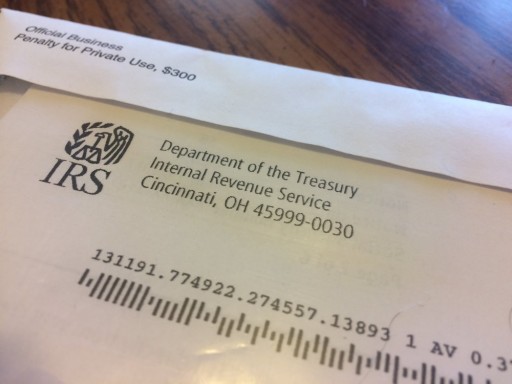 Official Business
Penalty for Private Use, $300
IRS
Department of the Treasury
Internal Revenue Service
Cincinnati, OH 45999-0030
131191.774922.274557.13893 1 AV 0.3